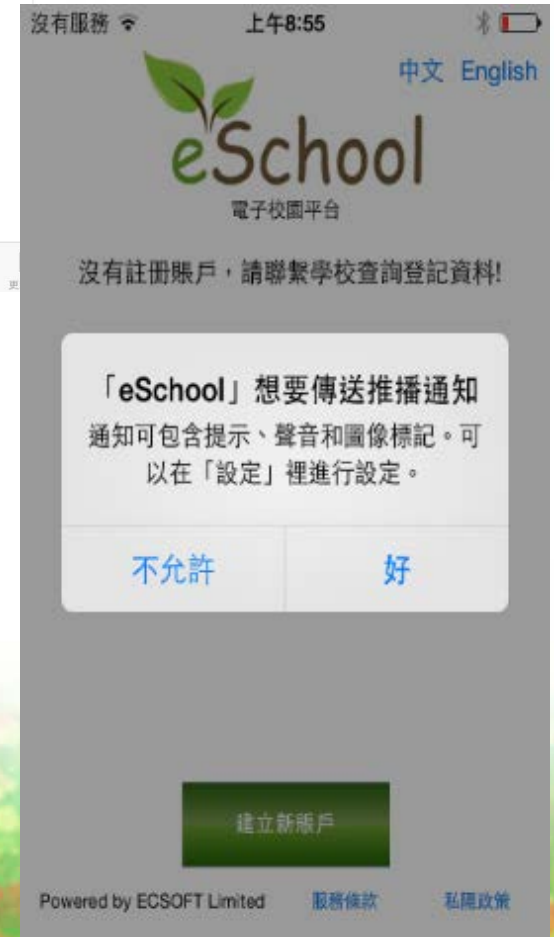 沒有服務 上午8:55
中文 English
eSchool
電子校園平台
沒有註冊賬戶，請聯繫學校查詢登記資料!
「eSchool」想要傳送推播通知
通知可包含提示、聲音和圖像標記。可
以在「設定」裡進行設定。
不允許 好
建立新賬戶
Powered by ECSOFT Limited 服務條款 私隱政策